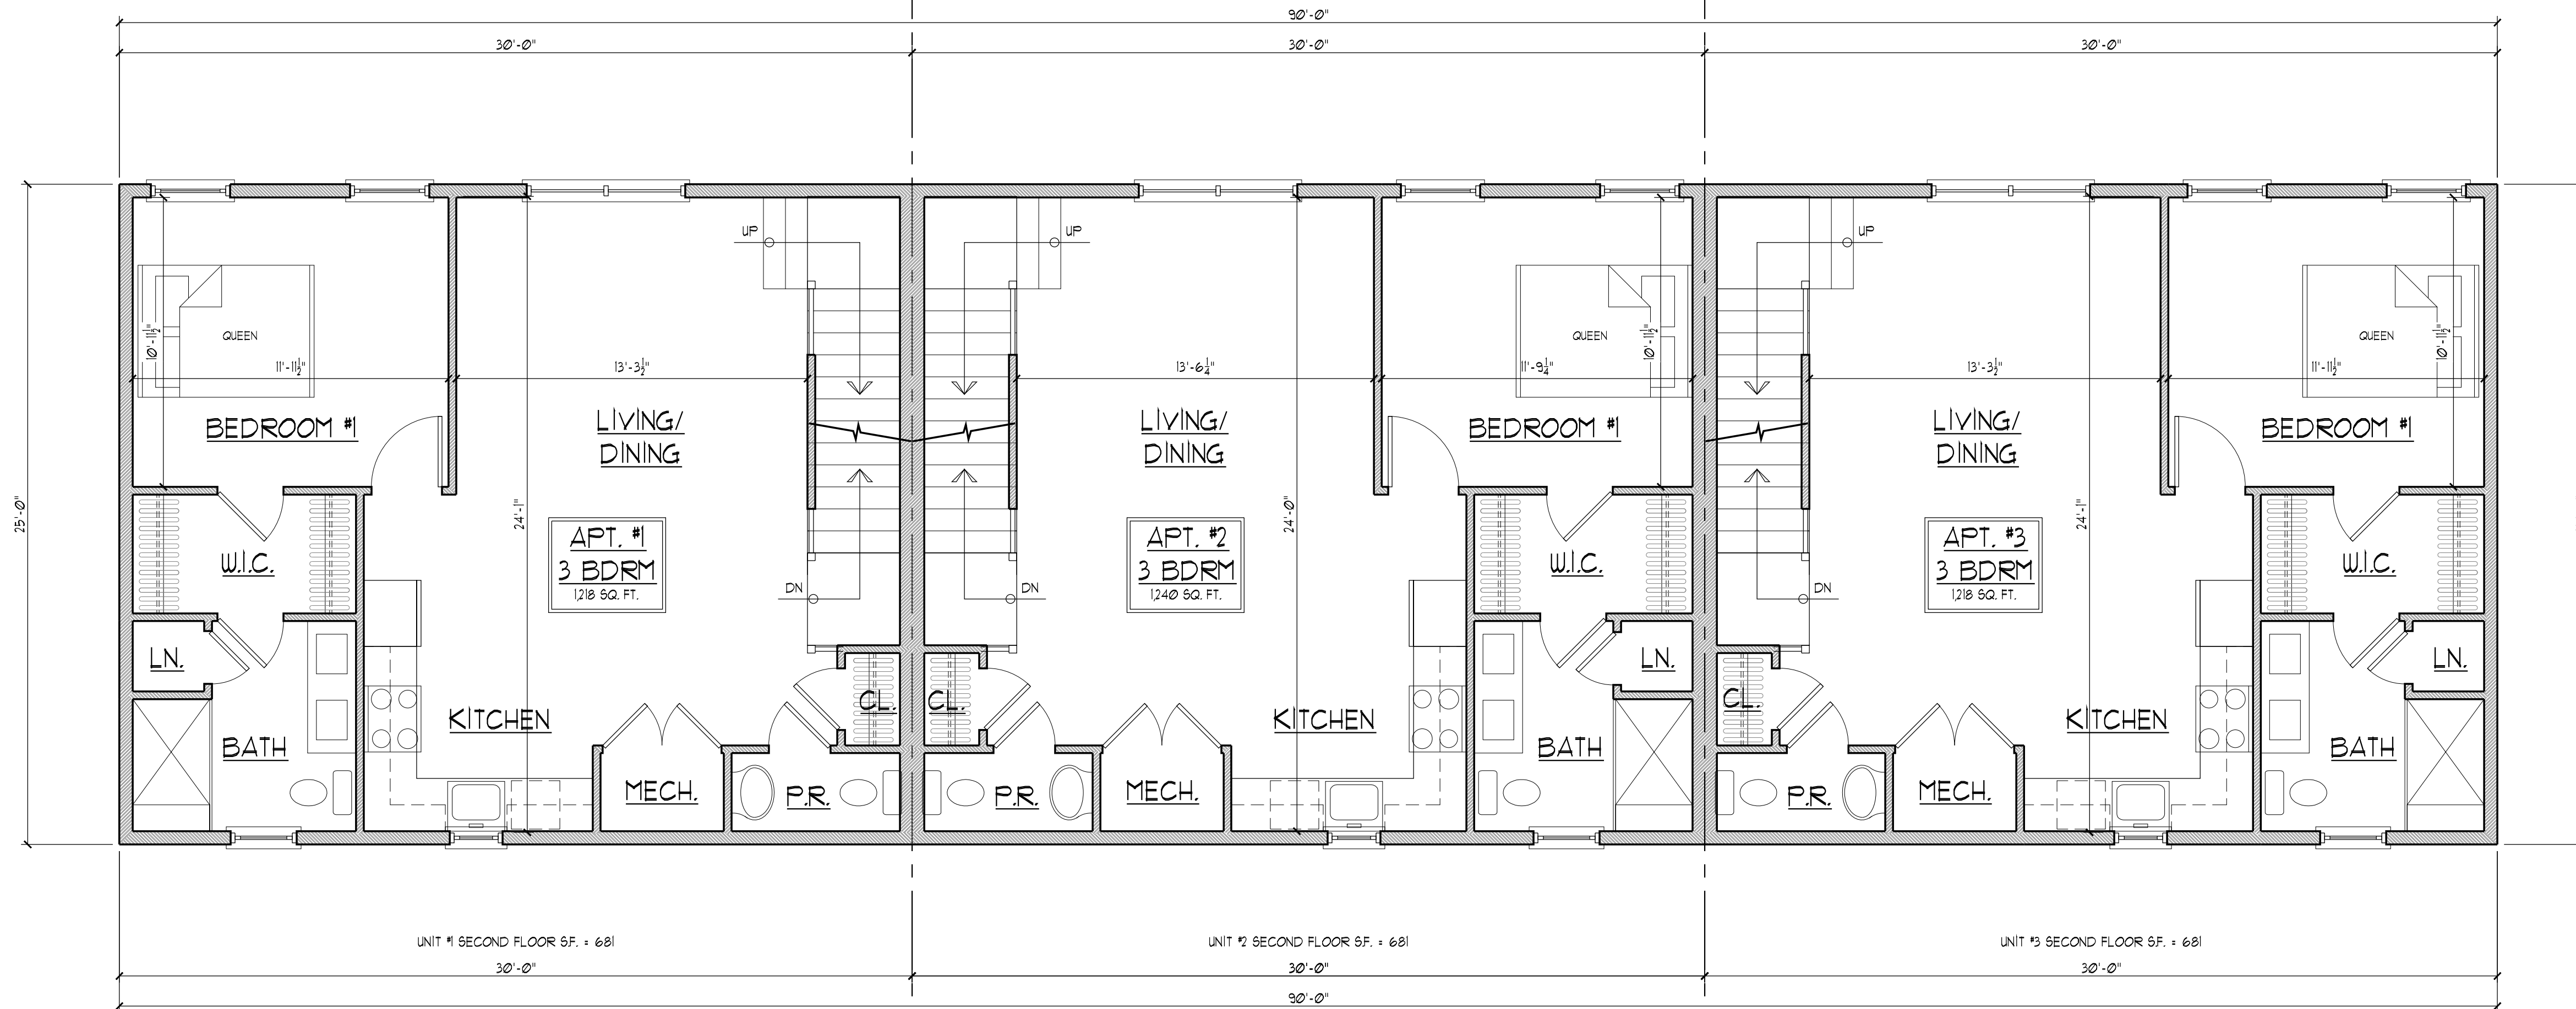 90'-0"
30'-0" 30'-0" 30'-0"
UP UP UP
QUEEN QUEEN QUEEN
10'-11½" 10'-11½" 10'-11½"
11'-11½" 13'-3½" 13'-6¼" 11'-9¼" 13'-3½" 11'-11½"
BEDROOM #1
LIVING/
DINING
LIVING/
DINING
BEDROOM #1
LIVING/
DINING
BEDROOM #1
25'-0"
24'-1" 24'-0" 24'-1"
W.I.C.
APT. #1
3 BDRM
1,218 SQ. FT.
DN DN
APT. #2
3 BDRM
1,240 SQ. FT.
W.I.C.
DN
APT. #3
3 BDRM
1,218 SQ. FT.
W.I.C.
LN. LN. LN.
CL. CL. CL.
KITCHEN KITCHEN KITCHEN
BATH BATH BATH
MECH. P.R. P.R. MECH. P.R. MECH.
UNIT #1 SECOND FLOOR S.F. = 681 UNIT #2 SECOND FLOOR S.F. = 681 UNIT #3 SECOND FLOOR S.F. = 681
30'-0" 30'-0" 30'-0"
90'-0"